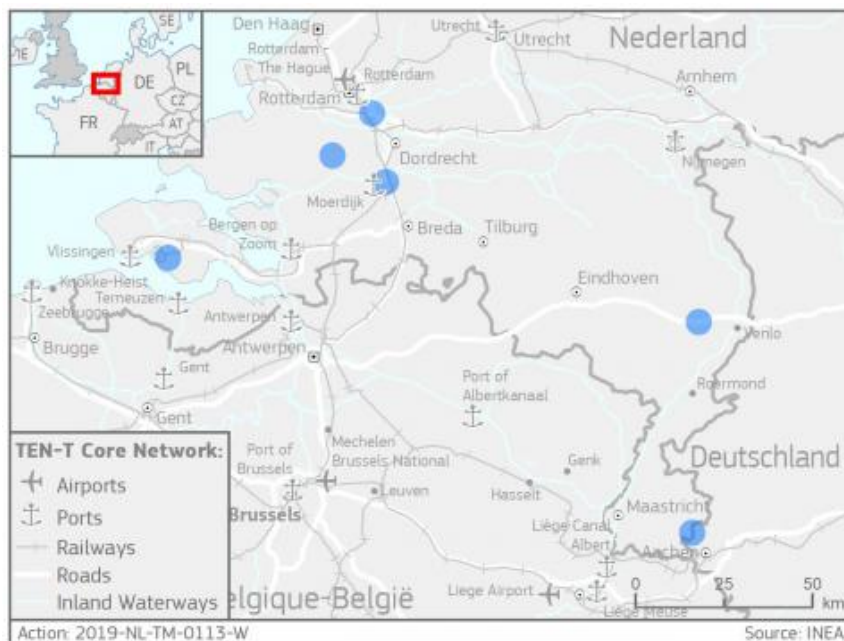 SE
IE
DE
PL
CZ
FR
AT
IT
Den Haag
Rotterdam
The Hague
Rotterdam
Rotterdam
Utrecht
Utrecht
Nederland
Arnhem
Nijmegen
Dordrecht
Moerdijk
Bergen op
Zoom
Breda
Tilburg
Vlissingen
Knokke-Heist
Terneuzen
Zeebrugge
Antwerpen
Eindhoven
Venlo
Brugge
Antwerpen
Gent
Gent
Port of
Albertkanaal
Roermond
Mechelen
Brussels National
Port of
Brussels
Brussels
Leuven
Genk
Hasselt
Deutschland
Maastricht
Liége Canal
Albert
Aachen
Liege Airport
Liége Meuse
elgique-België
TEN-T Core Network:
Airports
Ports
Railways
Roads
Inland Waterways
0 25 50
km
Action: 2019-NL-TM-0113-W
Source: INEA